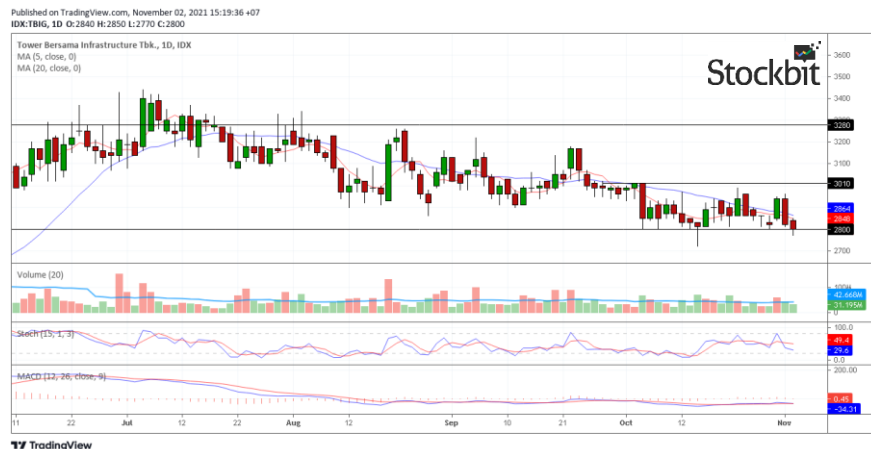 Published on TradingView.com, November 02, 2021 15:19:36 +07
IDX:TBIG, 1D O:2840 H:2850 L:2770 C:2800
Tower Bersama Infrastructure Tbk., 1D, IDX
MA (5, close, 0)
MA (20, close, 0)
Stockbit
3600
3500
3400
3280
3200
3100
3010
2864
2848
2800
2700
Volume (20)
100M
42.666M
31.195M
0
Stoch (15, 1, 3)
100.0
49.4
29.6
0.0
MACD (12, 26, close, 9)
200.00
0.45
-34.31
11 22 Jul 12 22 Aug 12 Sep 10 21 Oct 12 Nov
TradingView